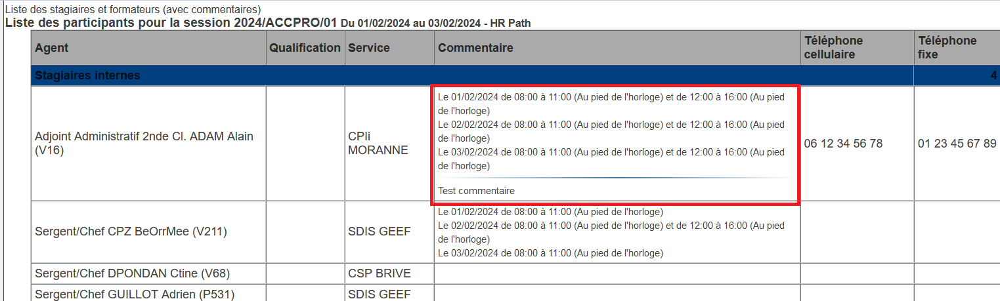 Liste des stagiaires et formateurs (avec commentaires)
Liste des participants pour la session 2024/ACCPRO/01 Du 01/02/2024 au 03/02/2024 - HR Path
Agent
Qualification
Service
Commentaire
Téléphone
cellulaire
Téléphone
fixe
Stagiaires internes
4
Adjoint Administratif 2nde Cl. ADAM Alain
(V16)
CPIi
MORANNE
Le 01/02/2024 de 08:00 à 11:00 (Au pied de l'horloge) et de 12:00 à 16:00 (Au pied
de l'horloge)
Le 02/02/2024 de 08:00 à 11:00 (Au pied de l'horloge) et de 12:00 à 16:00 (Au pied
de l'horloge)
Le 03/02/2024 de 08:00 à 11:00 (Au pied de l'horloge) et de 12:00 à 16:00 (Au pied
de l'horloge)
Test commentaire
06 12 34 56 78
01 23 45 67 89
Sergent/Chef CPZ BeOrrMee (V211)
SDIS GEEF
Le 01/02/2024 de 08:00 à 11:00 (Au pied de l'horloge)
Le 02/02/2024 de 08:00 à 11:00 (Au pied de l'horloge) et de 12:00 à 16:00 (Au pied
de l'horloge)
Le 03/02/2024 de 08:00 à 11:00 (Au pied de l'horloge)
Sergent/Chef DPONDAN Ctine (V68)
CSP BRIVE
Sergent/Chef GUILLOT Adrien (P531)
SDIS GEEF